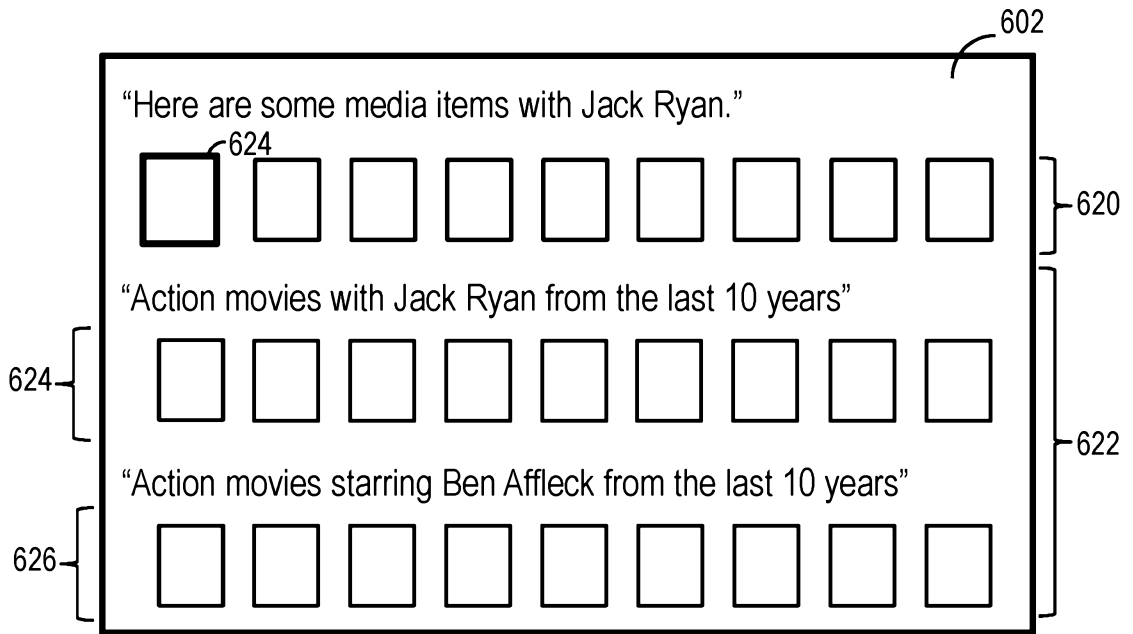 602
“Here are some media items with Jack Ryan.”
624
620
“Action movies with Jack Ryan from the last 10 years”
624
622
“Action movies starring Ben Affleck from the last 10 years”
626